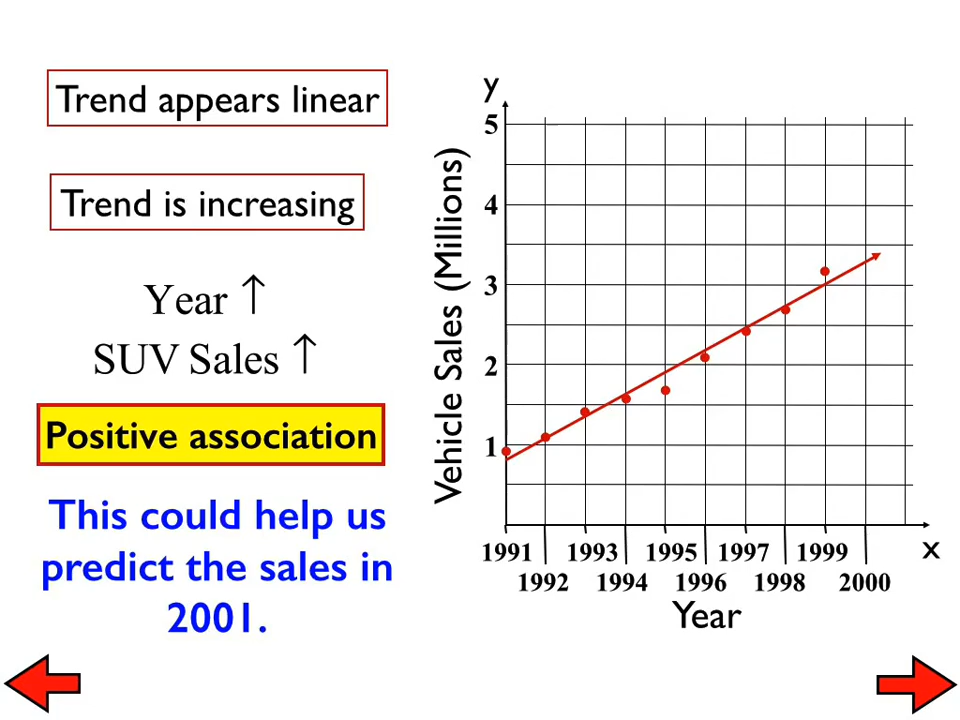 Trend appears linear
Trend is increasing
Year ↑
SUV Sales ↑
Positive association
This could help us
predict the sales in
2001.
y
5
4
3
2
1
Vehicle Sales (Millions)
1991 1993 1995 1997 1999 x
1992 1994 1996 1998 2000
Year